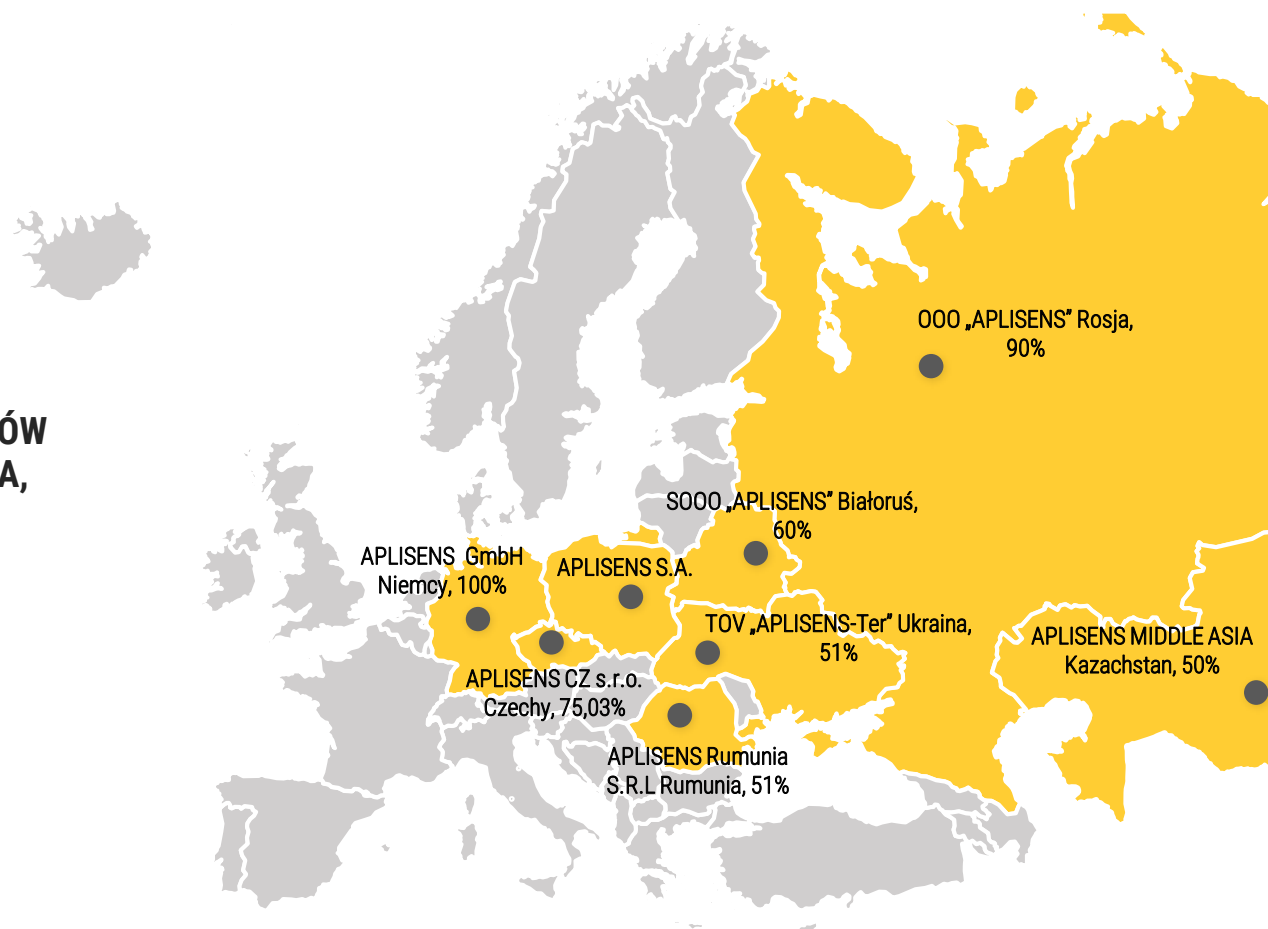 OOO „APLISENS” Rosja,
90%
ÓW
A,
SOOO „APLISENS” Białoruś,
60%
APLISENS GmbH
Niemcy, 100%
APLISENS S.A.
TOV „APLISENS-Ter” Ukraina,
51%
APLISENS MIDDLE ASIA
Kazachstan, 50%
APLISENS CZ s.r.o.
Czechy, 75,03%
APLISENS Rumunia
S.R.L Rumunia, 51%